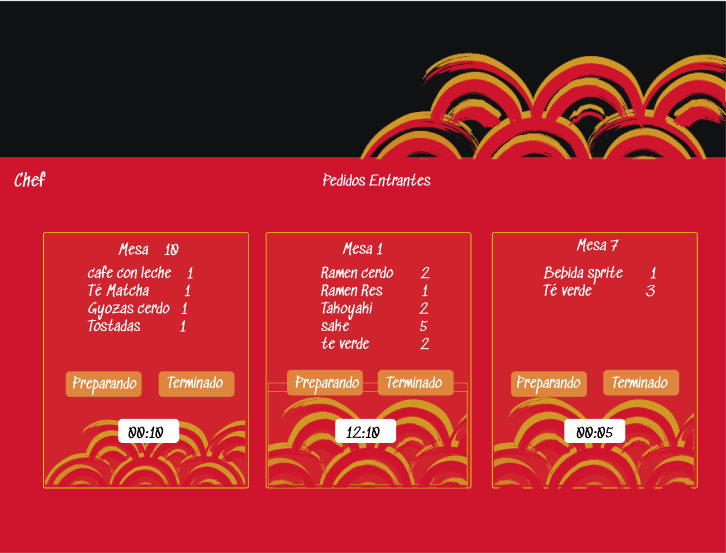 Chef
Pedidos Entrantes
Mesa 10
cafe con leche 1
Té Matcha 1
Gyozas cerdo 1
Tostadas 1
Preparando Terminado
00:10
Mesa 1
Ramen cerdo 2
Ramen Res 1
Takoyaki 2
sake 5
te verde 2
Preparando Terminado
12:10
Mesa 7
Bebida sprite 1
Té verde 3
Preparando Terminado
00:05